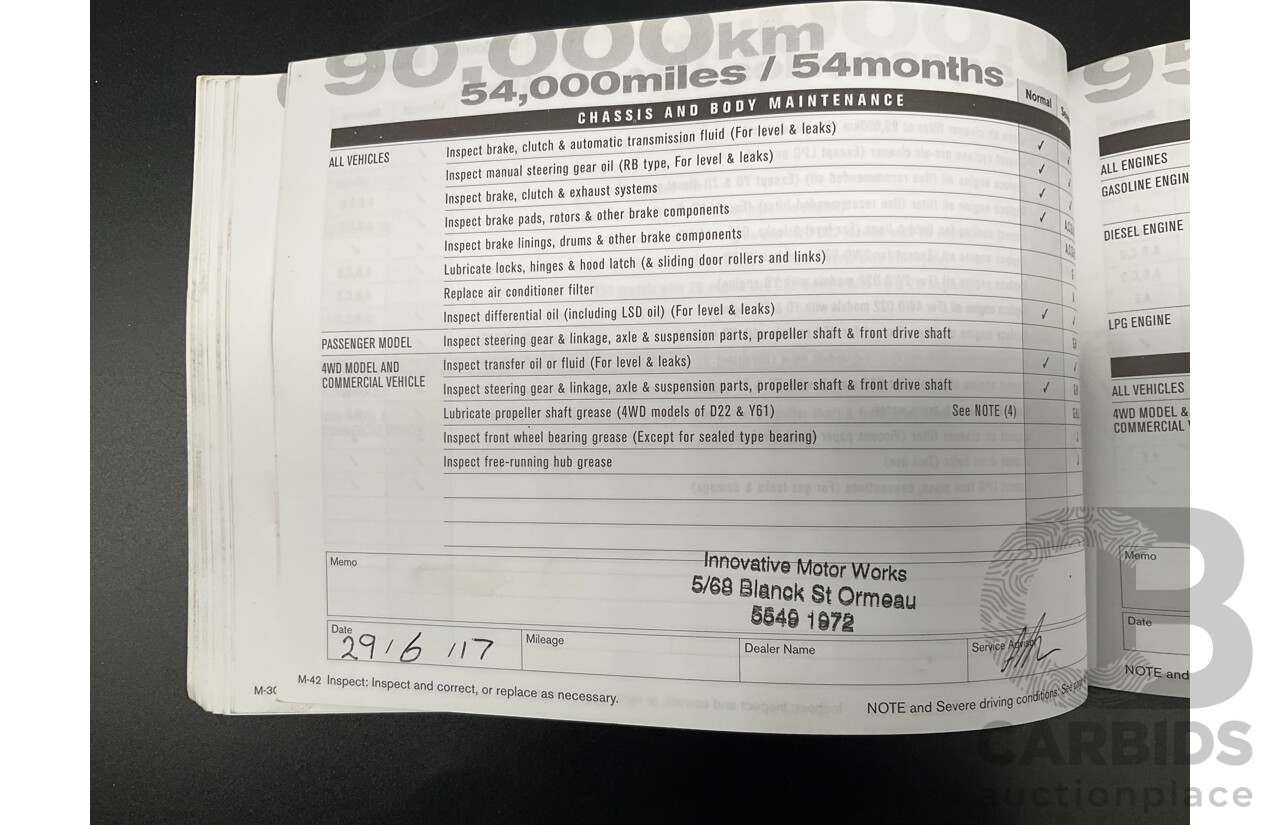 90,000km
54,000miles / 54months
CHASSIS AND BODY MAINTENANCE
Normal
ALL VEHICLES
Inspect brake, clutch & automatic transmission fluid (For level & leaks) ✓
Inspect manual steering gear oil (RB type, For level & leaks) ✓
Inspect brake, clutch & exhaust systems ✓
Inspect brake pads, rotors & other brake components ✓
Inspect brake linings, drums & other brake components
Lubricate locks, hinges & hood latch (& sliding door rollers and links)
Replace air conditioner filter
Inspect differential oil (including LSD oil) (For level & leaks) ✓
PASSENGER MODEL
Inspect steering gear & linkage, axle & suspension parts, propeller shaft & front drive shaft
4WD MODEL AND
COMMERCIAL VEHICLE
Inspect transfer oil or fluid (For level & leaks) ✓
Inspect steering gear & linkage, axle & suspension parts, propeller shaft & front drive shaft ✓
Lubricate propeller shaft grease (4WD models of D22 & Y61) See NOTE (4)
Inspect front wheel bearing grease (Except for sealed type bearing)
Inspect free-running hub grease
Memo
Innovative Motor Works
5/68 Blanck St Ormeau
5549 1972
Date
29/6/17
Mileage
Dealer Name
Service Advisor
M-42 Inspect: Inspect and correct, or replace as necessary.
NOTE and Severe driving conditions: See page
M-30
95
ALL ENGINES
GASOLINE ENGIN
DIESEL ENGINE
LPG ENGINE
ALL VEHICLES
4WD MODEL &
COMMERCIAL
Memo
Date
NOTE and
CB
CARBIDS
auctionplace